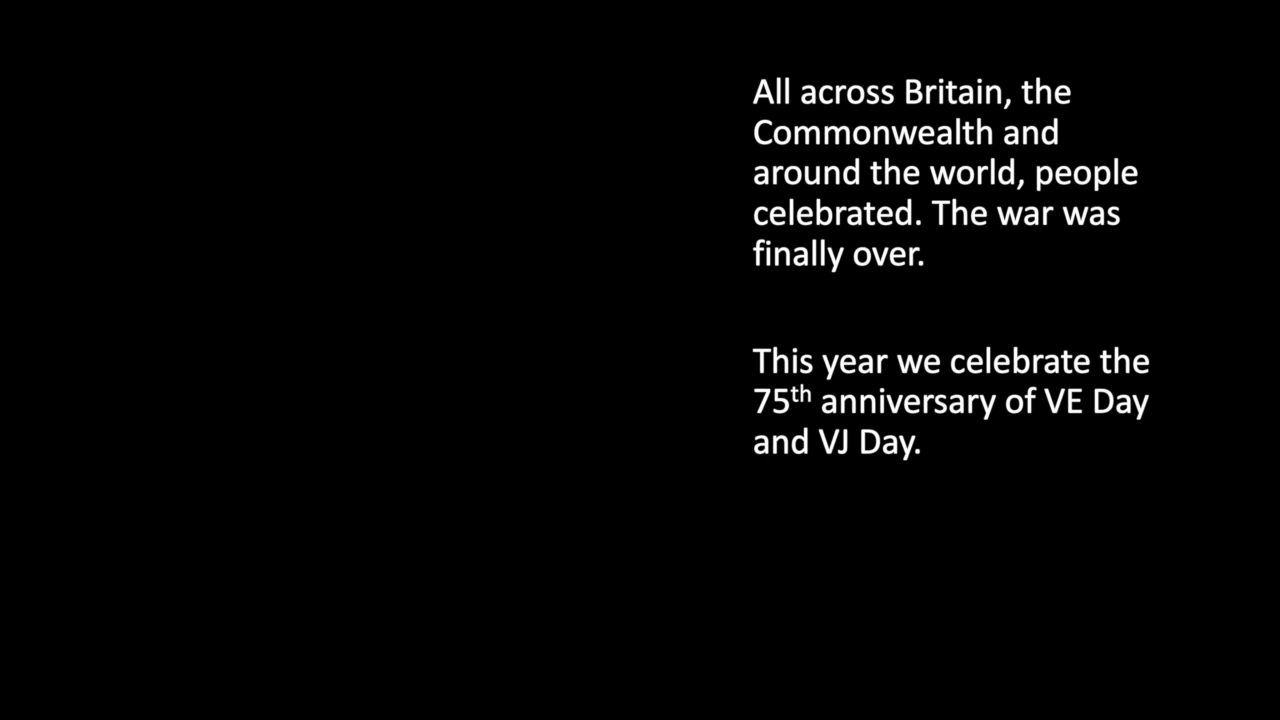 All across Britain, the
Commonwealth and
around the world, people
celebrated. The war was
finally over.
This year we celebrate the
75th anniversary of VE Day
and VJ Day.